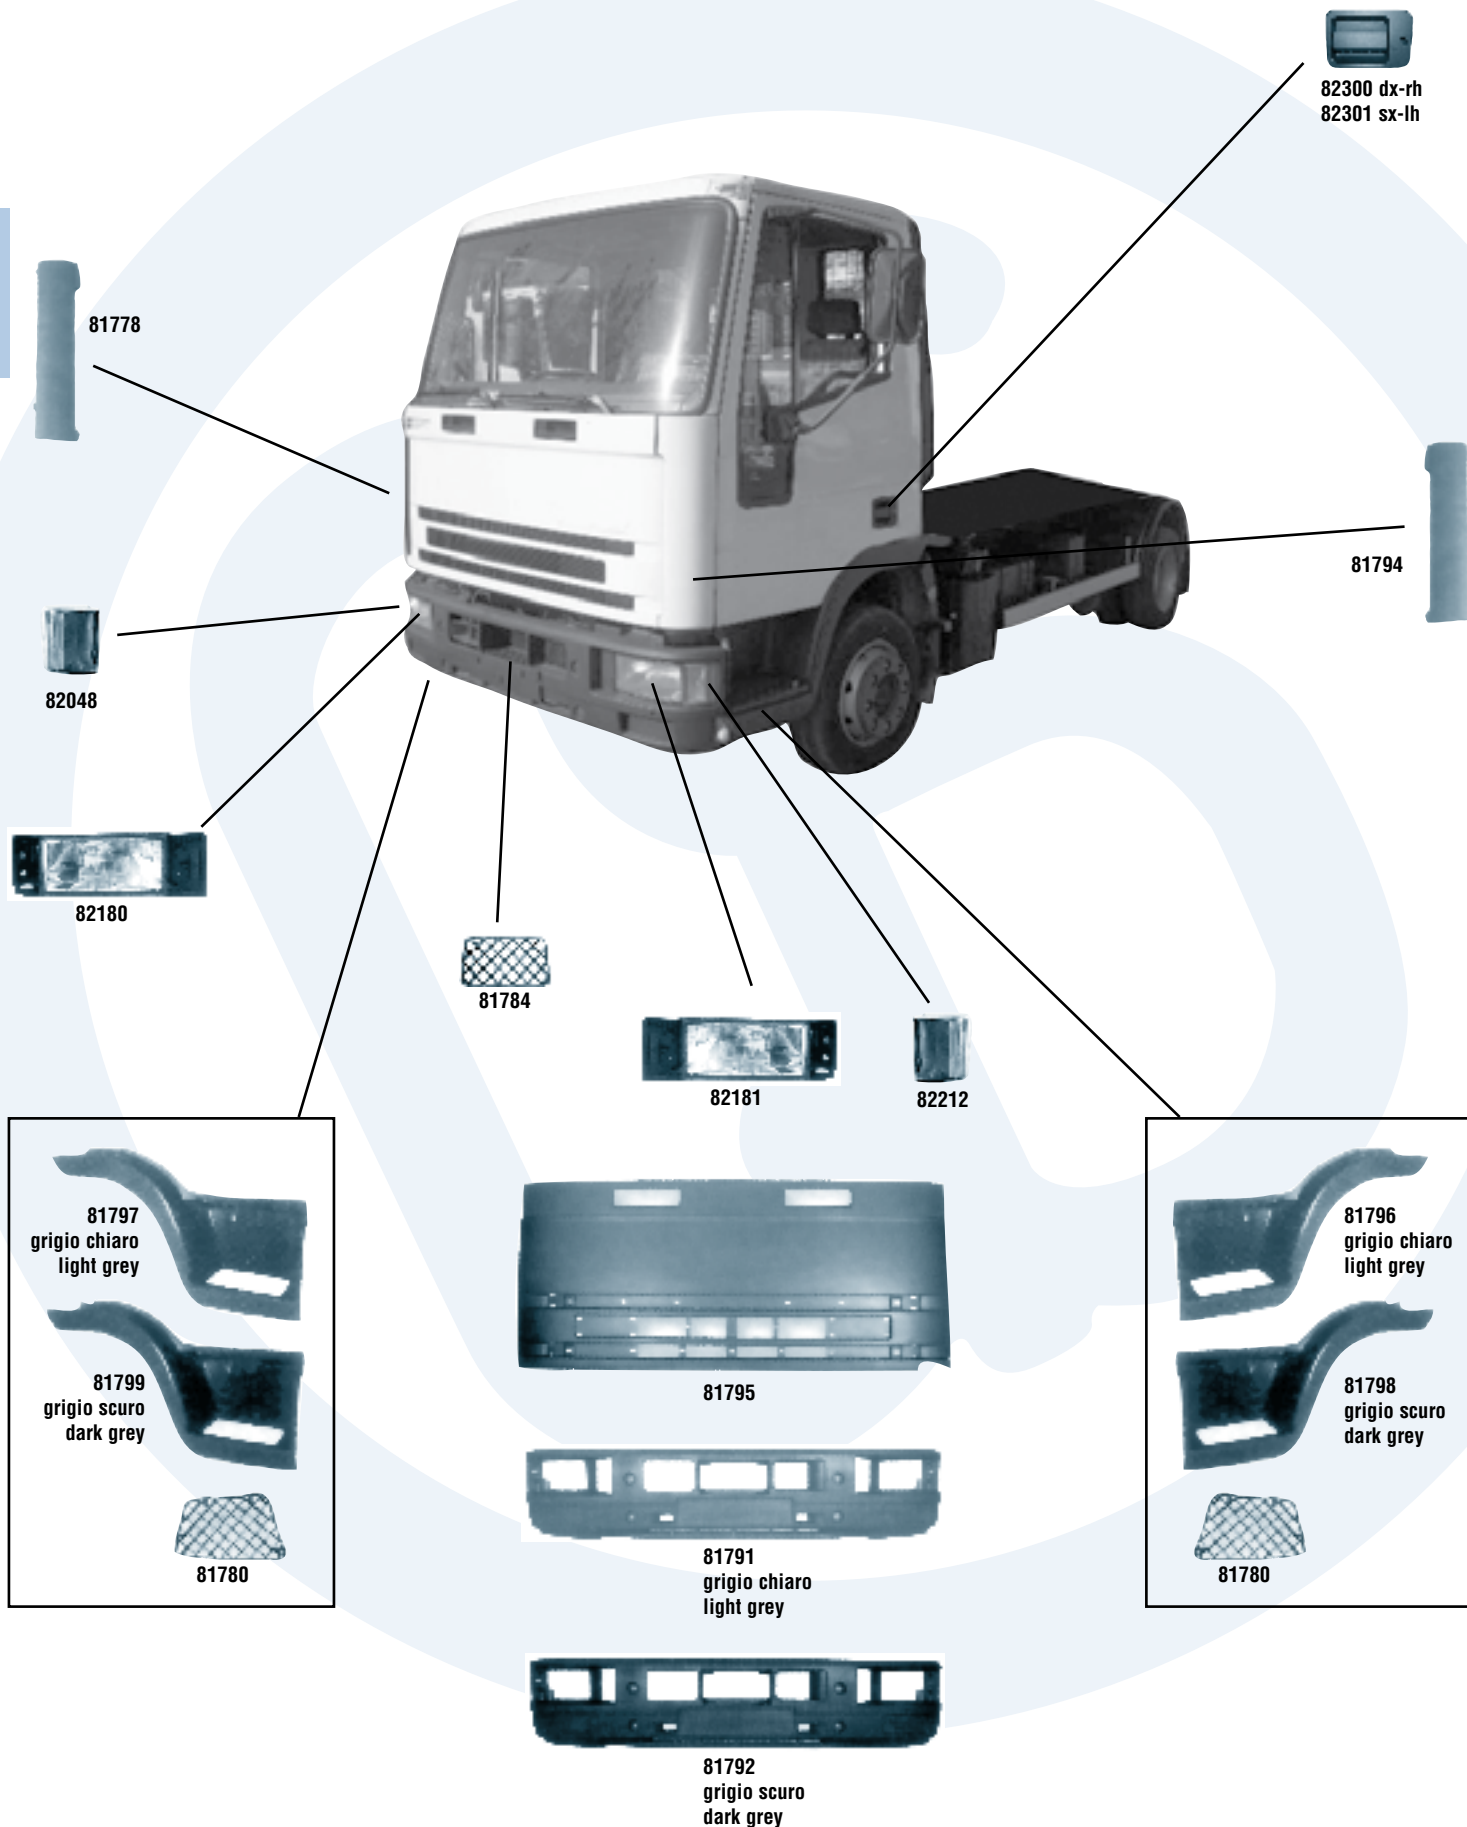 82300 dx-rh
82301 sx-lh
81778
81794
82048
82180
81784
82181
82212
81797
grigio chiaro
light grey
81799
grigio scuro
dark grey
81780
81795
81791
grigio chiaro
light grey
81792
grigio scuro
dark grey
81796
grigio chiaro
light grey
81798
grigio scuro
dark grey
81780